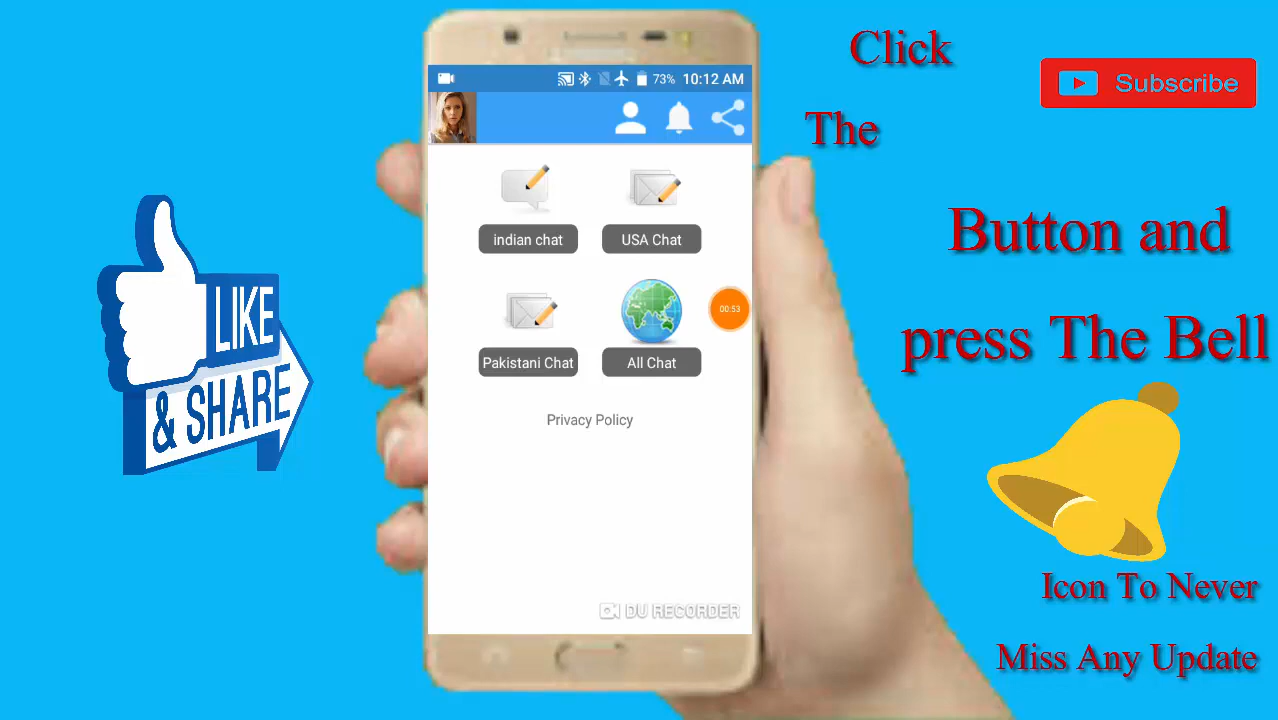 Click
Subscribe
The
Button and
press The Bell
Icon To Never
Miss Any Update
LIKE
& SHARE
73% 10:12 AM
indian chat
USA Chat
00:53
Pakistani Chat
All Chat
Privacy Policy
DU RECORDER